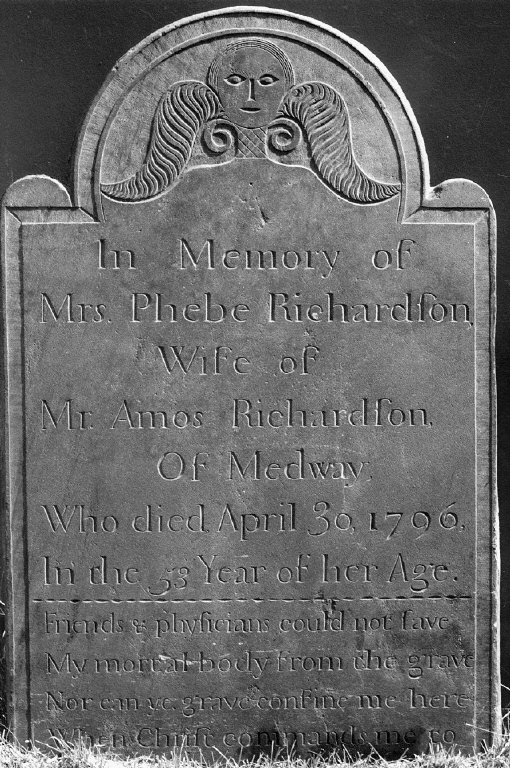 In Memory of
Mrs. Phebe Richardſon,
Wife of
Mr. Amos Richardſon,
Of Medway,
Who died April 30, 1796,
In the 53 Year of her Age.
Friends & phyſicians could not ſave
My mortal body from the grave
Nor can ye grave confine me here
When Chriſt commands me to